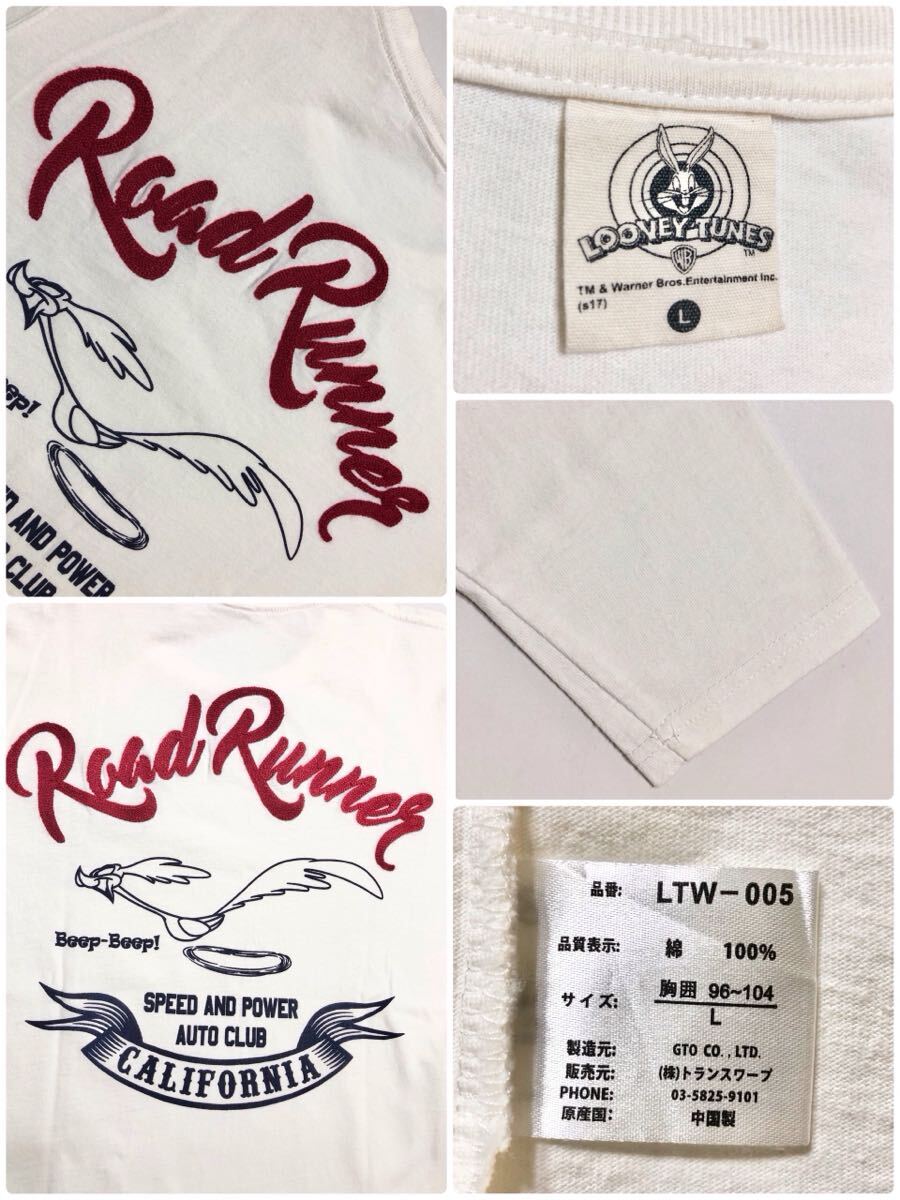 Road Runner
eep!
D AND POWER
CLUB
LOONEY TUNES
TM
WB
TM & Warner Bros.Entertainment Inc.
(s17)
L
Road Runner
Beep-Beep!
SPEED AND POWER
AUTO CLUB
CALIFORNIA
品番: LTW-005
品質表示: 綿 100%
サイズ: 胸囲 96~104
L
製造元: GTO CO., LTD.
販売元: (株)トランスワープ
PHONE: 03-5825-9101
原産国: 中国製